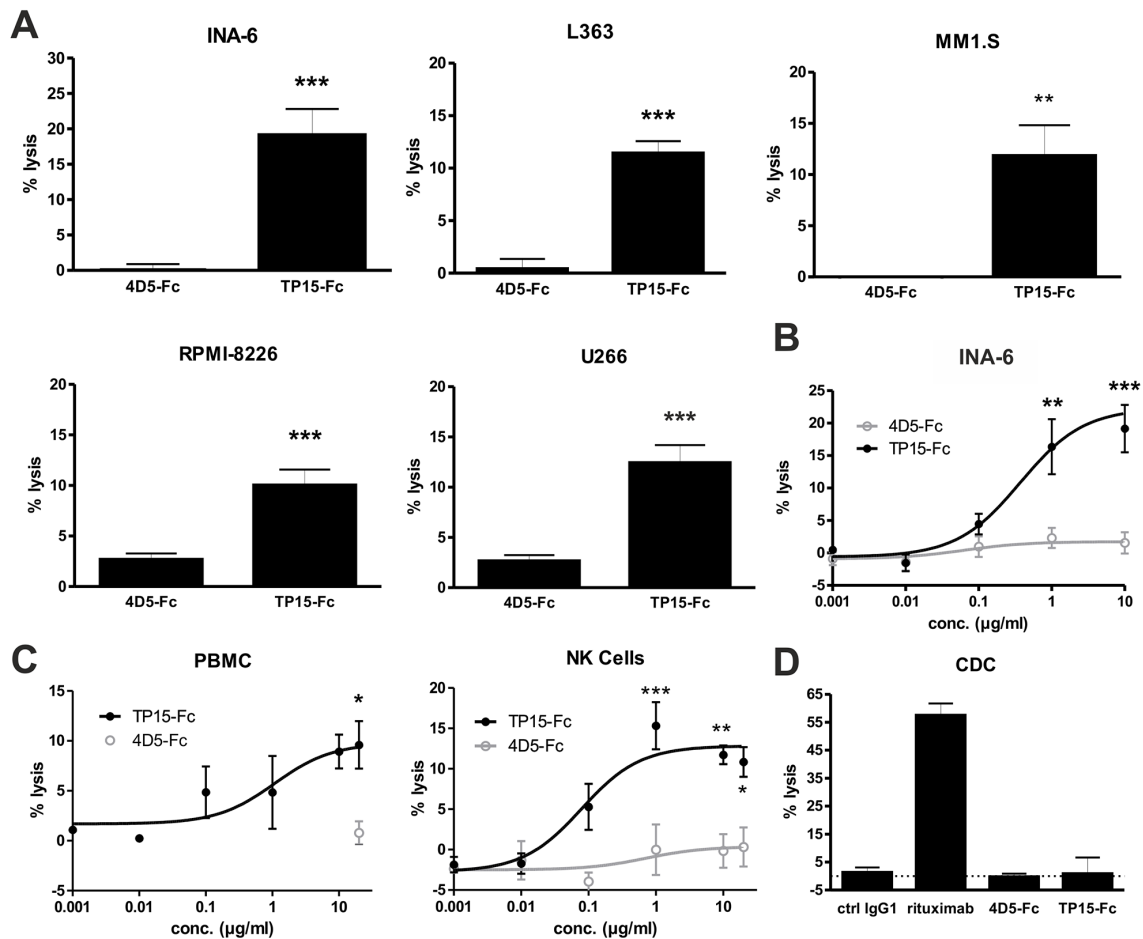 A
INA-6
% lysis
30
25
20
15
10
5
0
***
4D5-Fc
TP15-Fc
L363
% lysis
20
15
10
5
0
***
4D5-Fc
TP15-Fc
MM1.S
% lysis
20
15
10
5
0
**
4D5-Fc
TP15-Fc
RPMI-8226
% lysis
20
15
10
5
0
***
4D5-Fc
TP15-Fc
U266
% lysis
20
15
10
5
0
***
4D5-Fc
TP15-Fc
B
INA-6
% lysis
25
20
15
10
5
0
-5
4D5-Fc
TP15-Fc
**
***
0.001 0.01 0.1 1 10
conc. (µg/ml)
C
PBMC
% lysis
15
10
5
0
-5
TP15-Fc
4D5-Fc
*
0.001 0.01 0.1 1 10
conc. (µg/ml)
NK Cells
% lysis
20
15
10
5
0
-5
TP15-Fc
4D5-Fc
***
**
*
0.001 0.01 0.1 1 10
conc. (µg/ml)
D
CDC
% lysis
65
55
45
35
25
15
5
-5
ctrl IgG1 rituximab 4D5-Fc TP15-Fc